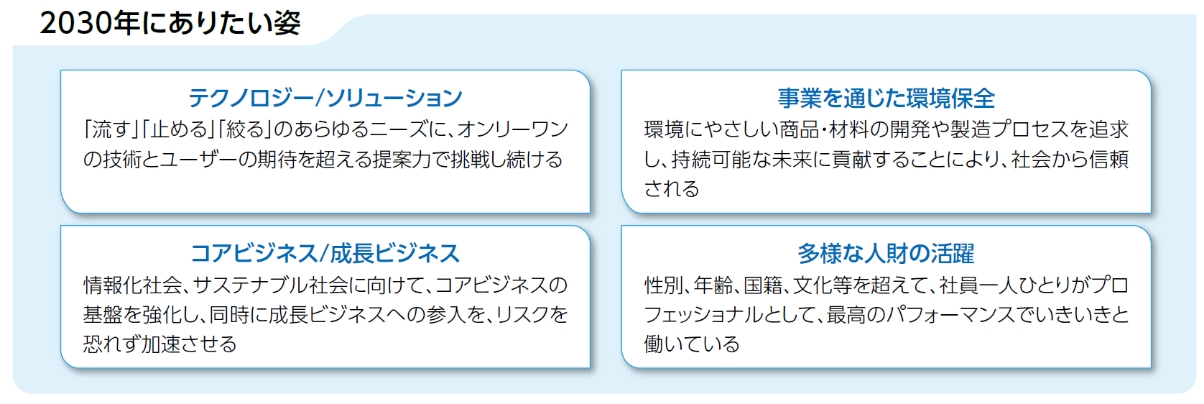 2030年にありたい姿
テクノロジー/ソリューション
「流す」「止める」「絞る」のあらゆるニーズに、オンリーワン
の技術とユーザーの期待を超える提案力で挑戦し続ける
事業を通じた環境保全
環境にやさしい商品・材料の開発や製造プロセスを追求
し、持続可能な未来に貢献することにより、社会から信頼
される
コアビジネス/成長ビジネス
情報化社会、サステナブル社会に向けて、コアビジネスの
基盤を強化し、同時に成長ビジネスへの参入を、リスクを
恐れず加速させる
多様な人財の活躍
性別、年齢、国籍、文化等を超えて、社員一人ひとりがプロ
フェッショナルとして、最高のパフォーマンスでいきいきと
働いている